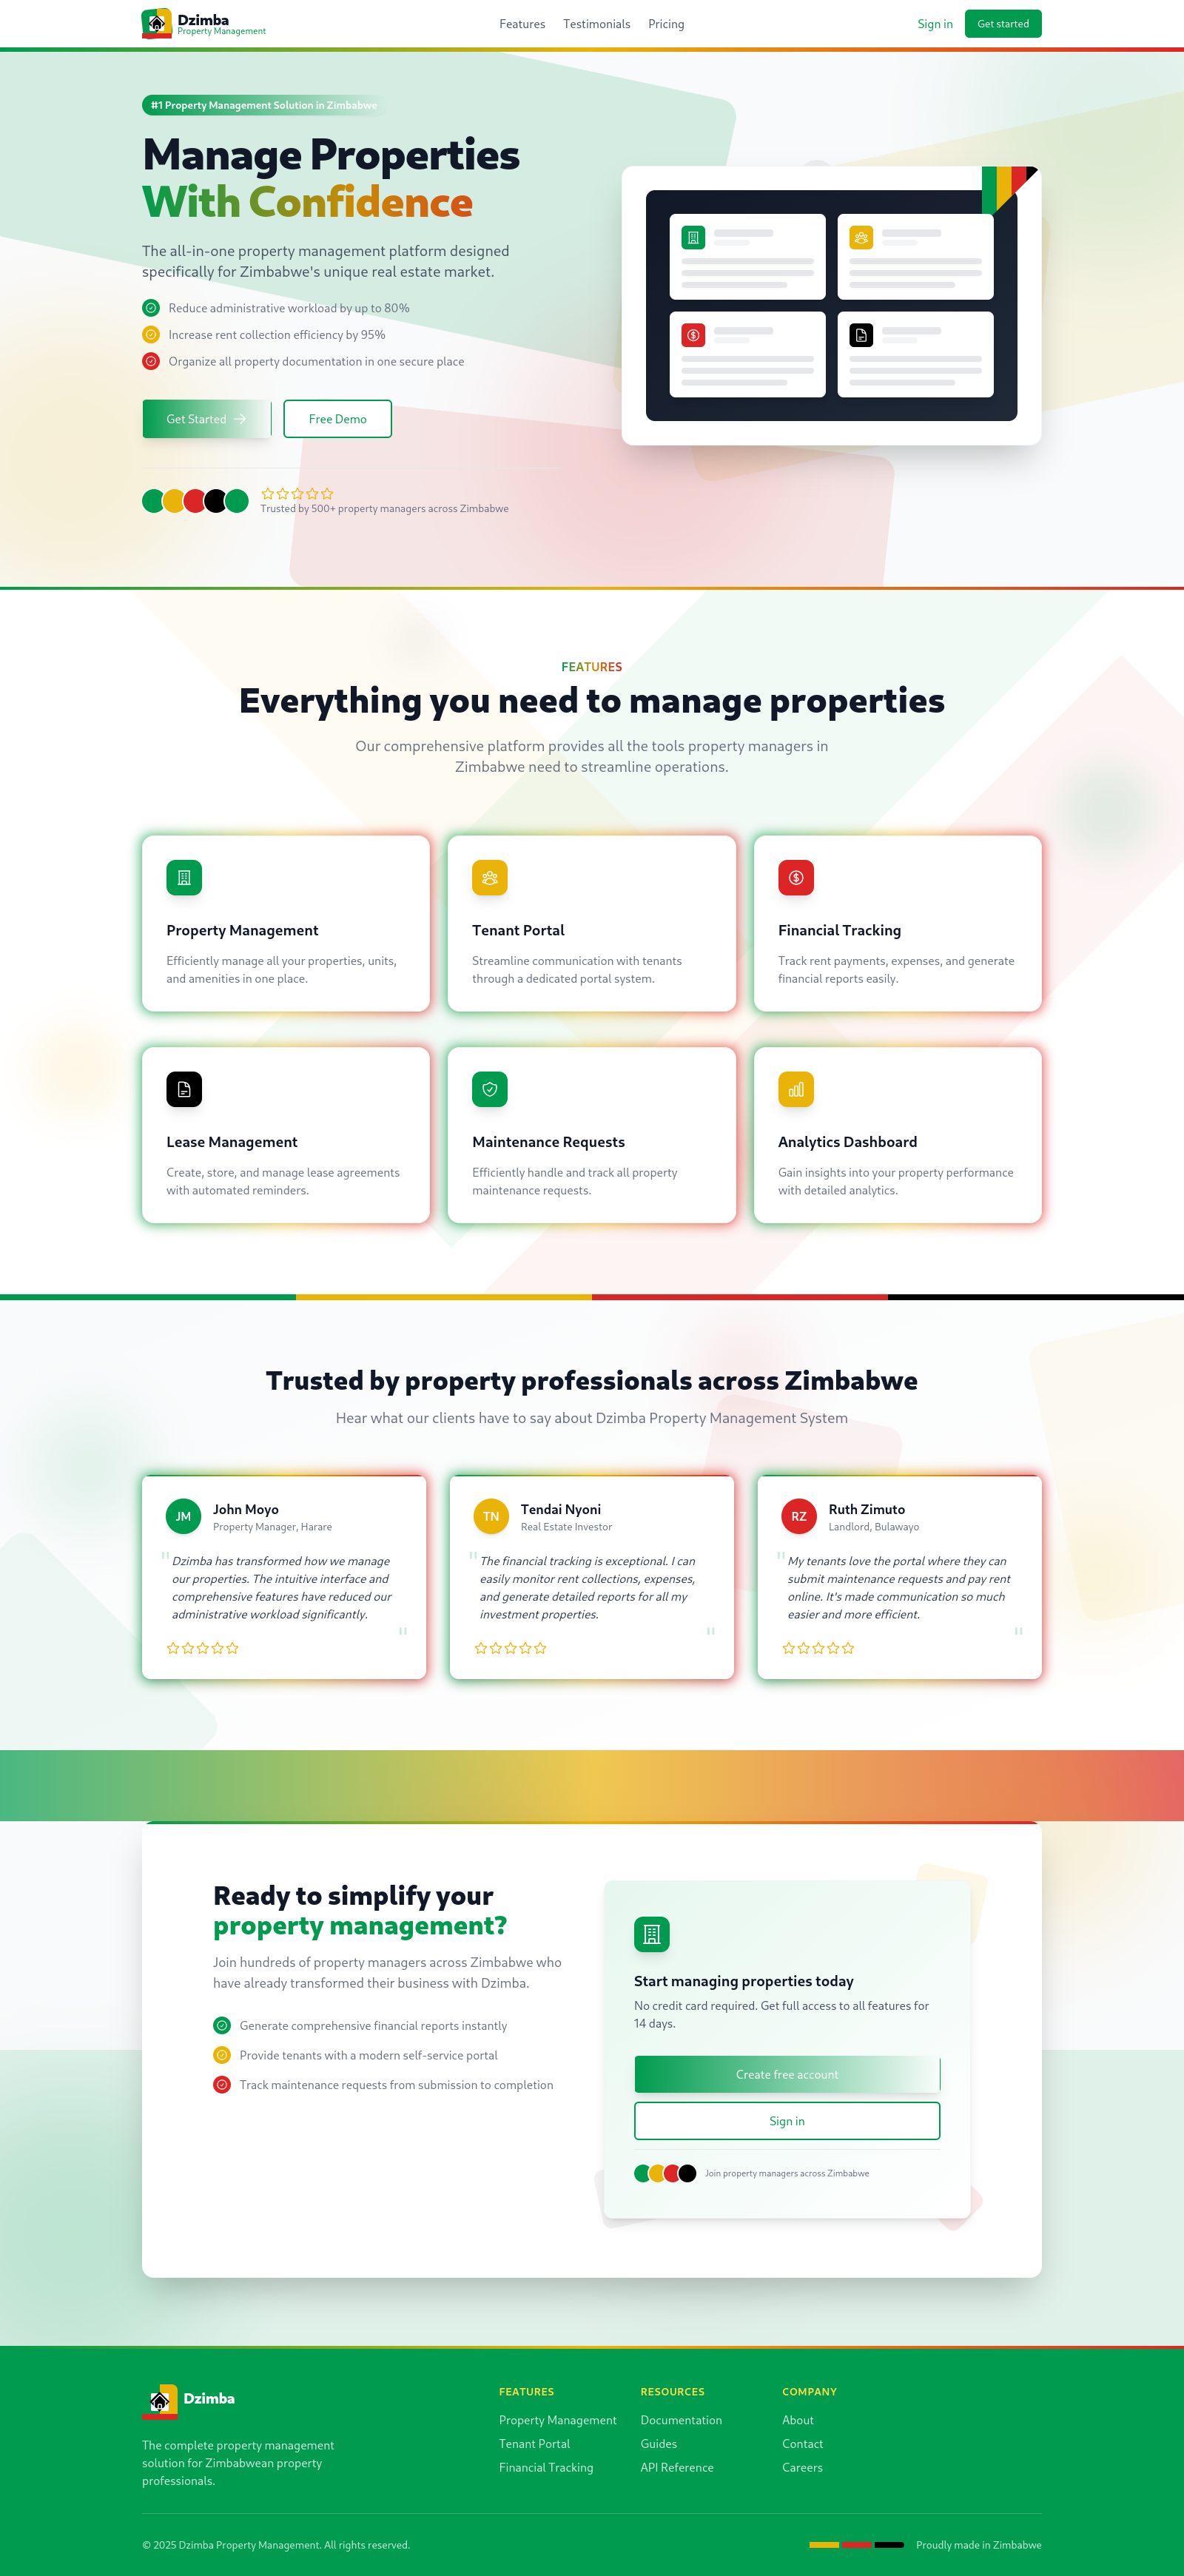 Dzimba
Property Management
Features
Testimonials
Pricing
Sign in
Get started
#1 Property Management Solution in Zimbabwe
Manage Properties
With Confidence
The all-in-one property management platform designed
specifically for Zimbabwe's unique real estate market.
Reduce administrative workload by up to 80%
Increase rent collection efficiency by 95%
Organize all property documentation in one secure place
Get Started
Free Demo
Trusted by 500+ property managers across Zimbabwe
FEATURES
Everything you need to manage properties
Our comprehensive platform provides all the tools property managers in
Zimbabwe need to streamline operations.
Property Management
Efficiently manage all your properties, units,
and amenities in one place.
Tenant Portal
Streamline communication with tenants
through a dedicated portal system.
Financial Tracking
Track rent payments, expenses, and generate
financial reports easily.
Lease Management
Create, store, and manage lease agreements
with automated reminders.
Maintenance Requests
Efficiently handle and track all property
maintenance requests.
Analytics Dashboard
Gain insights into your property performance
with detailed analytics.
Trusted by property professionals across Zimbabwe
Hear what our clients have to say about Dzimba Property Management System
JM
John Moyo
Property Manager, Harare
"Dzimba has transformed how we manage
our properties. The intuitive interface and
comprehensive features have reduced our
administrative workload significantly."
TN
Tendai Nyoni
Real Estate Investor
"The financial tracking is exceptional. I can
easily monitor rent collections, expenses,
and generate detailed reports for all my
investment properties."
RZ
Ruth Zimuto
Landlord, Bulawayo
"My tenants love the portal where they can
submit maintenance requests and pay rent
online. It's made communication so much
easier and more efficient."
Ready to simplify your
property management?
Join hundreds of property managers across Zimbabwe who
have already transformed their business with Dzimba.
Generate comprehensive financial reports instantly
Provide tenants with a modern self-service portal
Track maintenance requests from submission to completion
Start managing properties today
No credit card required. Get full access to all features for
14 days.
Create free account
Sign in
Join property managers across Zimbabwe
Dzimba
The complete property management
solution for Zimbabwean property
professionals.
FEATURES
Property Management
Tenant Portal
Financial Tracking
RESOURCES
Documentation
Guides
API Reference
COMPANY
About
Contact
Careers
© 2025 Dzimba Property Management. All rights reserved.
Proudly made in Zimbabwe